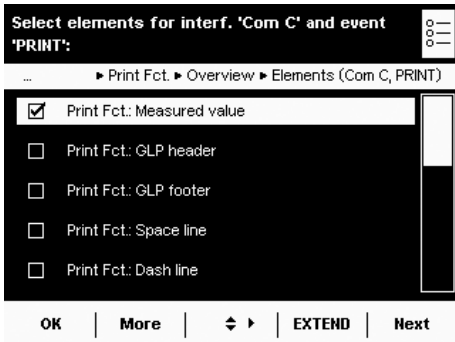 Select elements for interf. 'Com C' and event
'PRINT':
... ▸ Print Fct. ▸ Overview ▸ Elements (Com C, PRINT)
Print Fct.: Measured value
Print Fct.: GLP header
Print Fct.: GLP footer
Print Fct.: Space line
Print Fct.: Dash line
OK More EXTEND Next